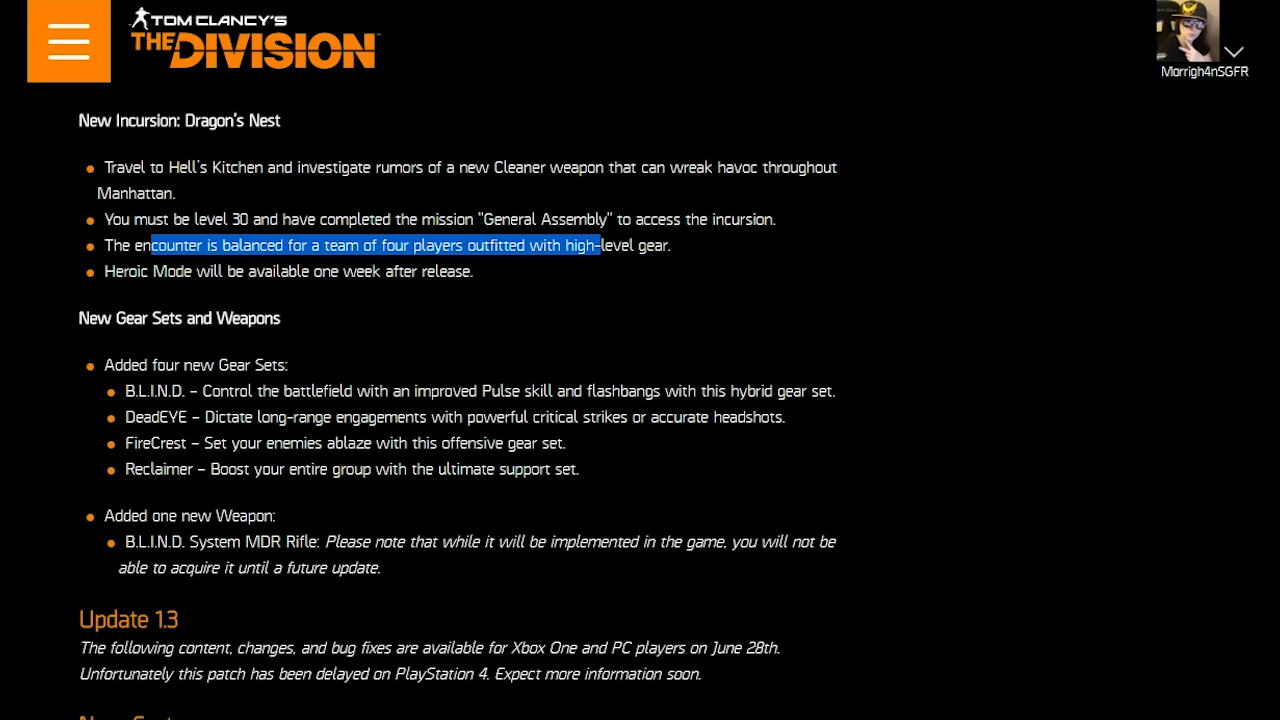 TOM CLANCY'S
THE DIVISION
Morrigh4nSGFR
New Incursion: Dragon's Nest
Travel to Hell's Kitchen and investigate rumors of a new Cleaner weapon that can wreak havoc throughout
Manhattan.
You must be level 30 and have completed the mission "General Assembly" to access the incursion.
The encounter is balanced for a team of four players outfitted with high-level gear.
Heroic Mode will be available one week after release.
New Gear Sets and Weapons
Added four new Gear Sets:
B.L.I.N.D. – Control the battlefield with an improved Pulse skill and flashbangs with this hybrid gear set.
DeadEYE – Dictate long-range engagements with powerful critical strikes or accurate headshots.
FireCrest – Set your enemies ablaze with this offensive gear set.
Reclaimer – Boost your entire group with the ultimate support set.
Added one new Weapon:
B.L.I.N.D. System MDR Rifle: Please note that while it will be implemented in the game, you will not be
able to acquire it until a future update.
Update 1.3
The following content, changes, and bug fixes are available for Xbox One and PC players on June 28th.
Unfortunately this patch has been delayed on PlayStation 4. Expect more information soon.